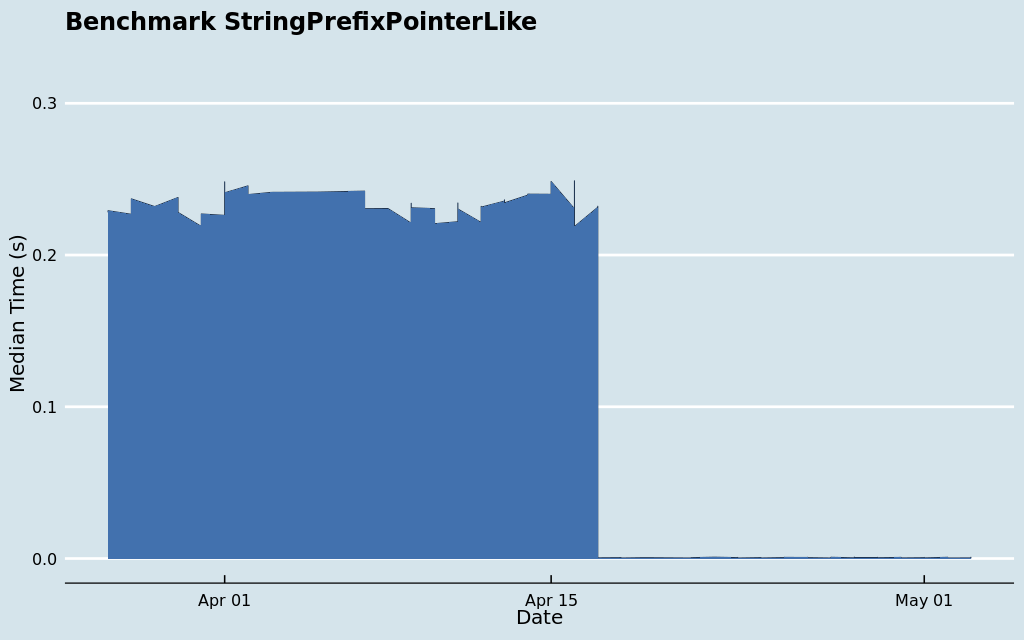 Benchmark StringPrefixPointerLike
Median Time (s)
0.3
0.2
0.1
0.0
Apr 01
Apr 15
May 01
Date